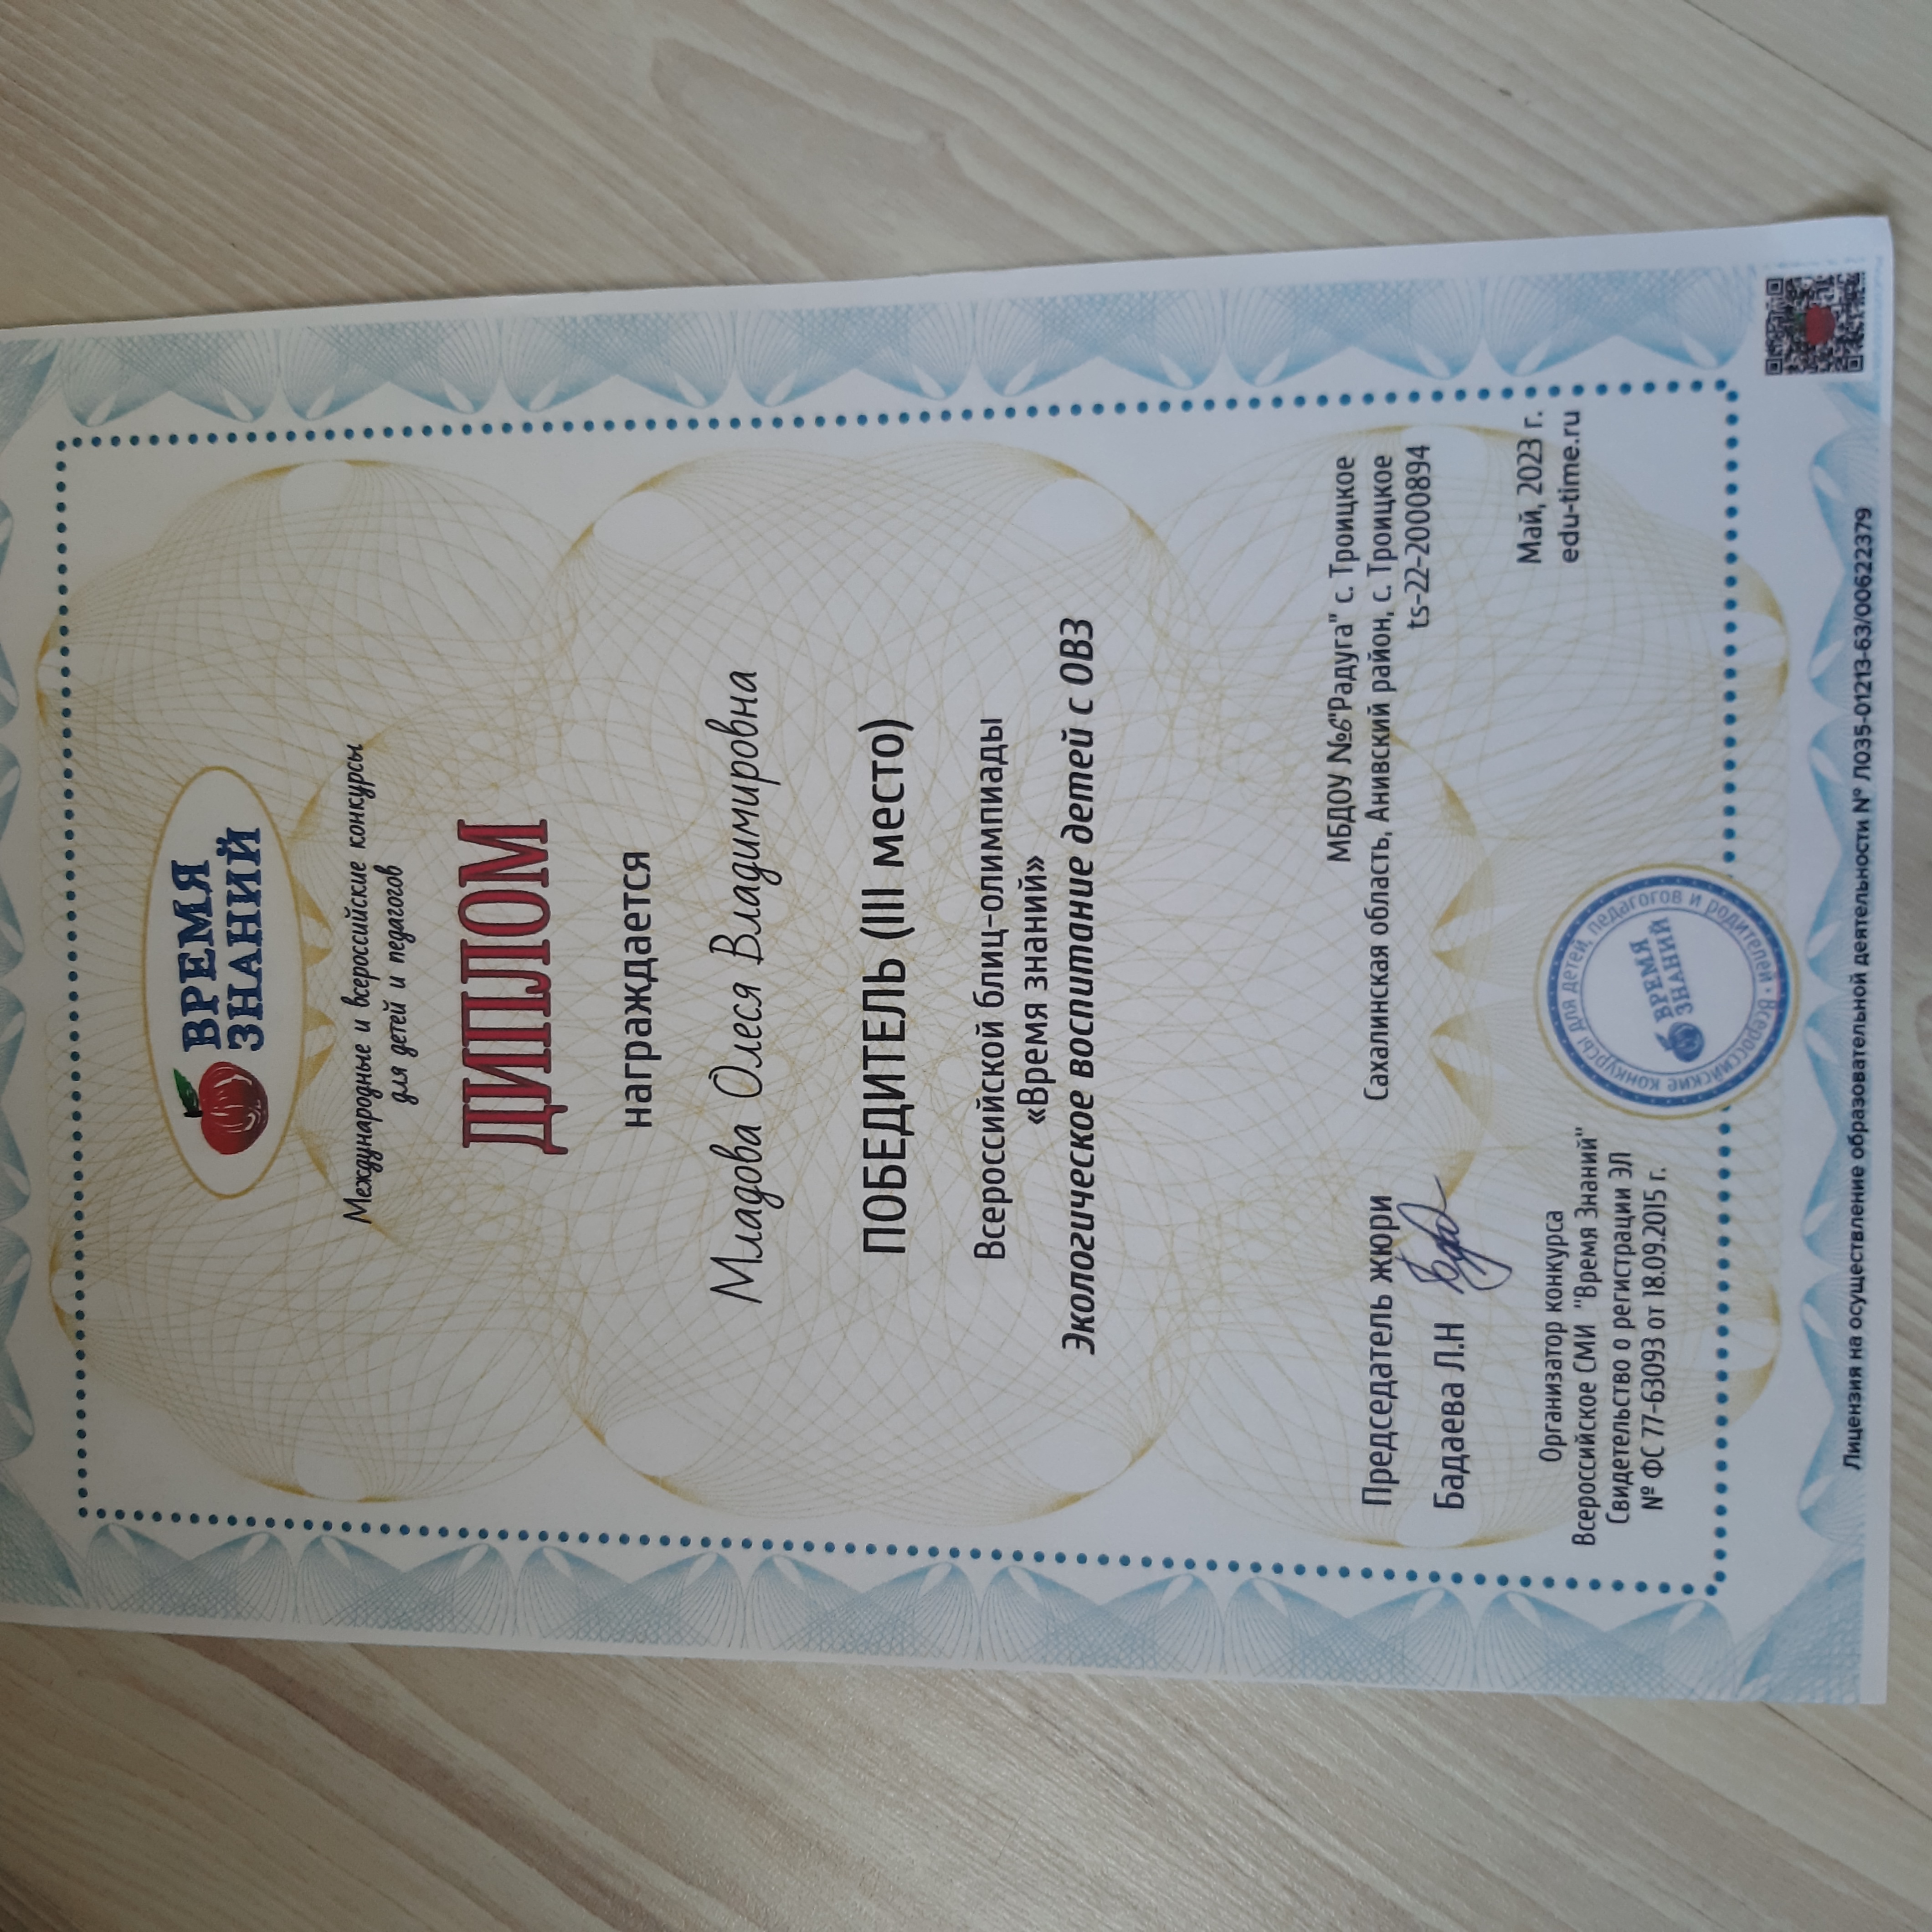 ВРЕМЯ
ЗНАНИЙ
Международные и всероссийские конкурсы
для детей и педагогов
ДИПЛОМ
награждается
Младова Олеся Владимировна
ПОБЕДИТЕЛЬ (III место)
Всероссийской блиц-олимпиады
«Время знаний»
Экологическое воспитание детей с ОВЗ
МБДОУ №6"Радуга" с. Троицкое
Сахалинская область, Анивский район, с. Троицкое
ts-22-2000894
Председатель жюри
Бадаева Л.Н
Май, 2023 г.
edu-time.ru
Организатор конкурса
Всероссийское СМИ "Время Знаний"
Свидетельство о регистрации ЭЛ
№ ФС 77-63093 от 18.09.2015 г.
Всероссийские конкурсы для детей, педагогов и родителей
ВРЕМЯ
ЗНАНИЙ
Лицензия на осуществление образовательной деятельности № Л035-01213-63/00622379